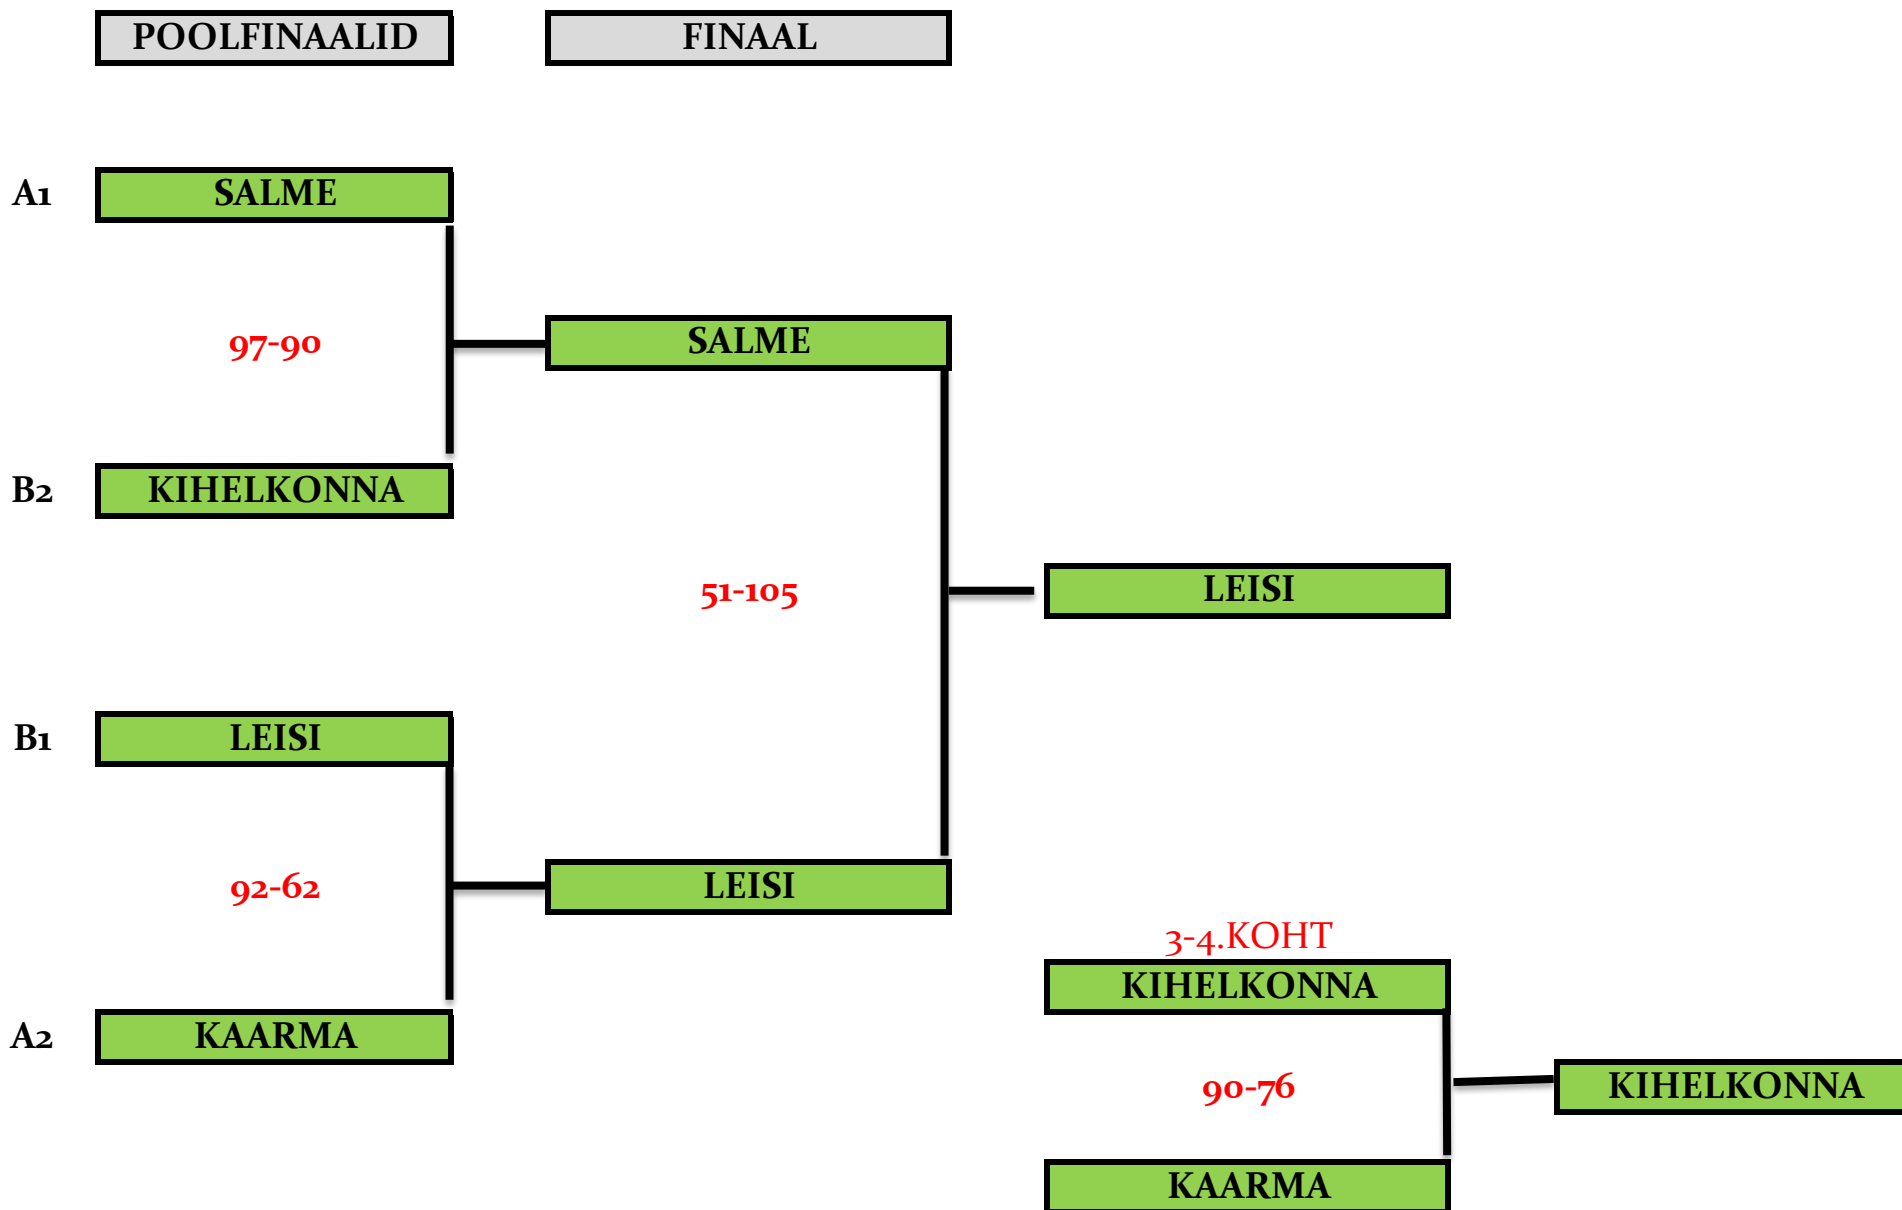 POOLFINAALID
FINAAL
A1
SALME
97-90
SALME
B2
KIHELKONNA
51-105
LEISI
B1
LEISI
92-62
LEISI
3-4.KOHT
KIHELKONNA
A2
KAARMA
90-76
KIHELKONNA
KAARMA